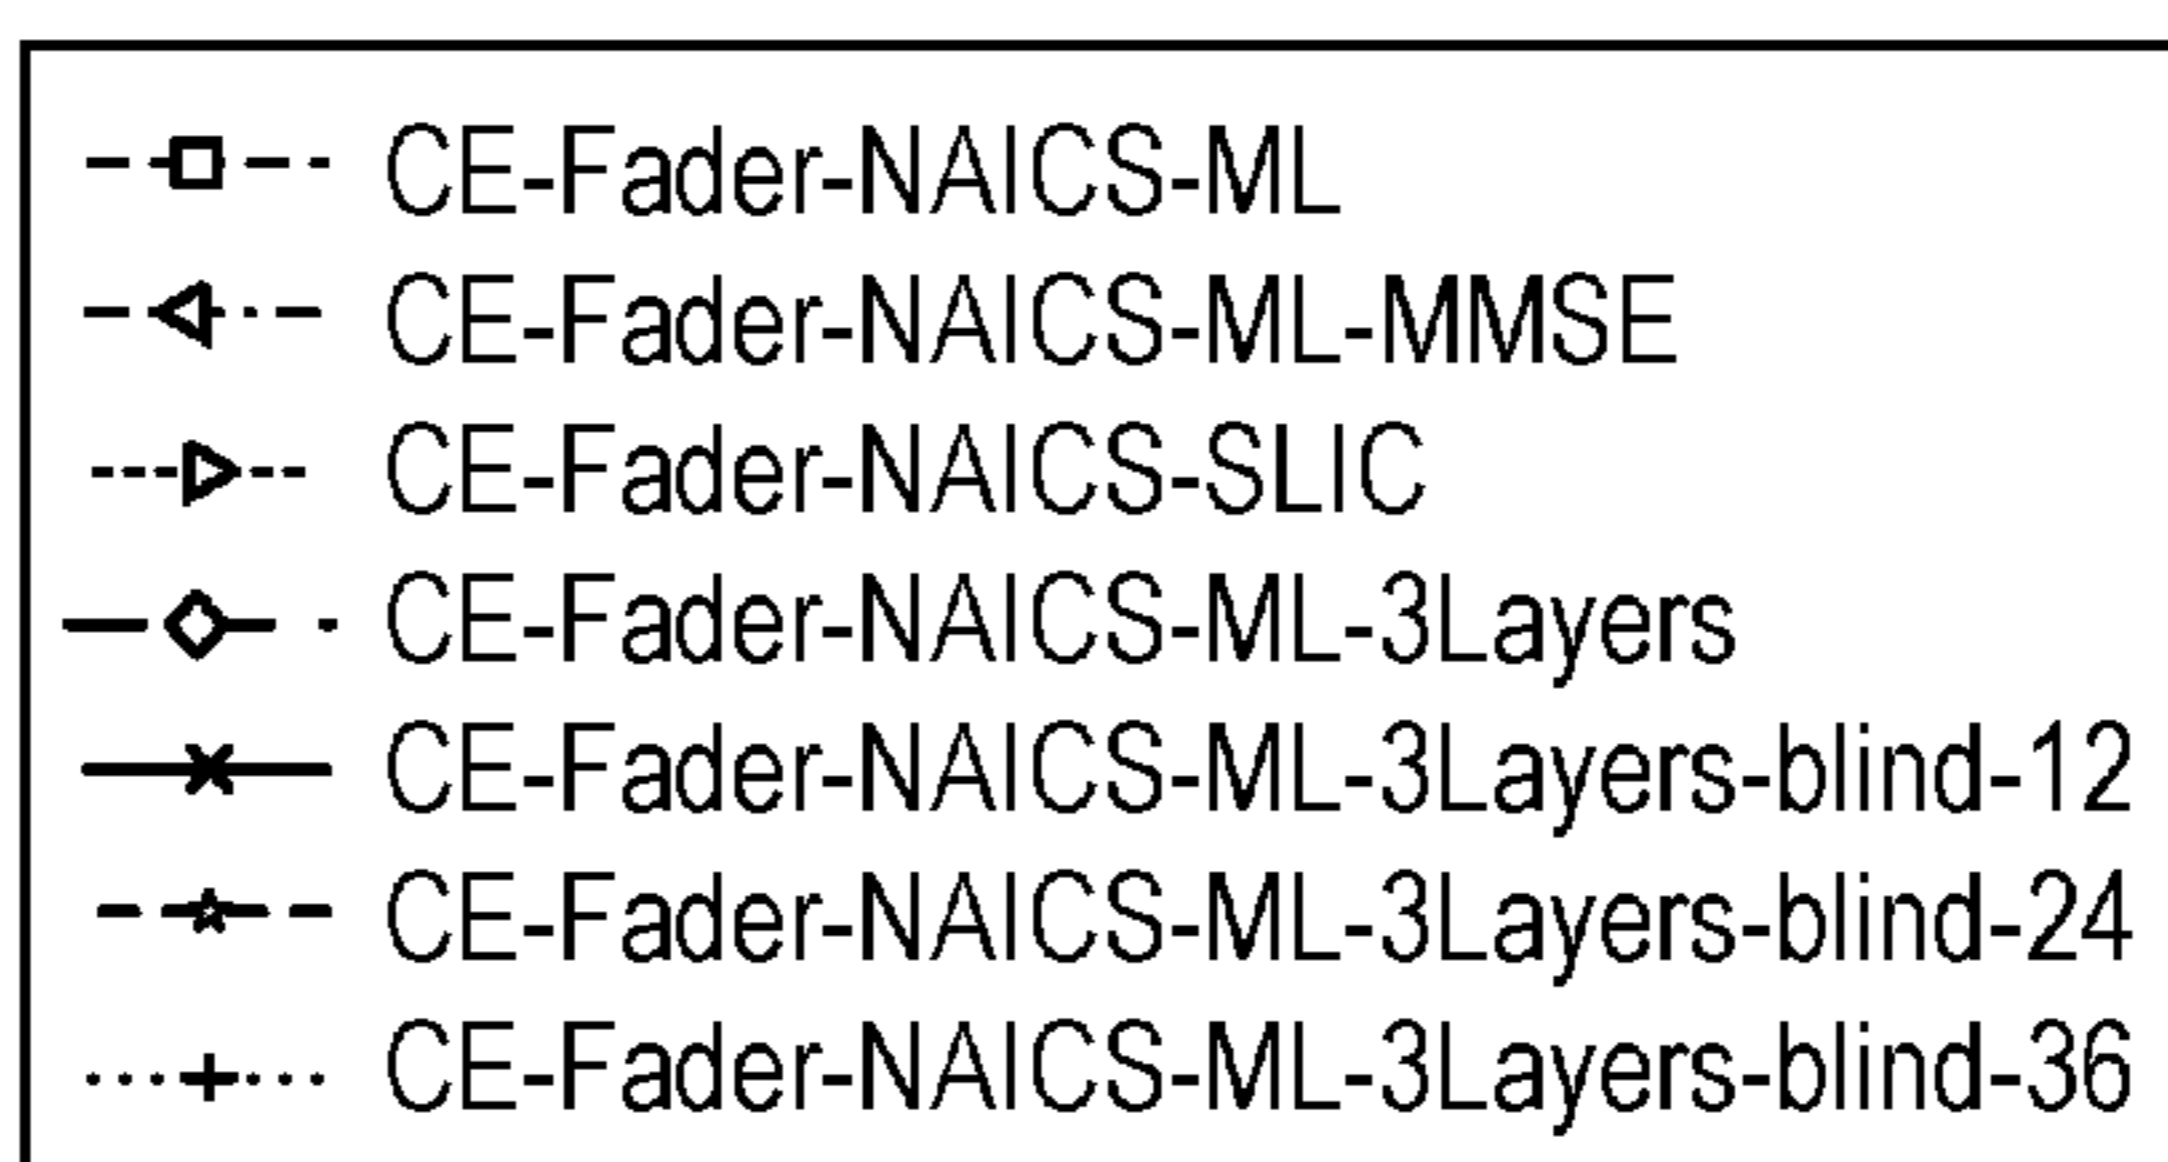 CE-Fader-NAICS-ML
CE-Fader-NAICS-ML-MMSE
CE-Fader-NAICS-SLIC
CE-Fader-NAICS-ML-3Layers
CE-Fader-NAICS-ML-3Layers-blind-12
CE-Fader-NAICS-ML-3Layers-blind-24
CE-Fader-NAICS-ML-3Layers-blind-36